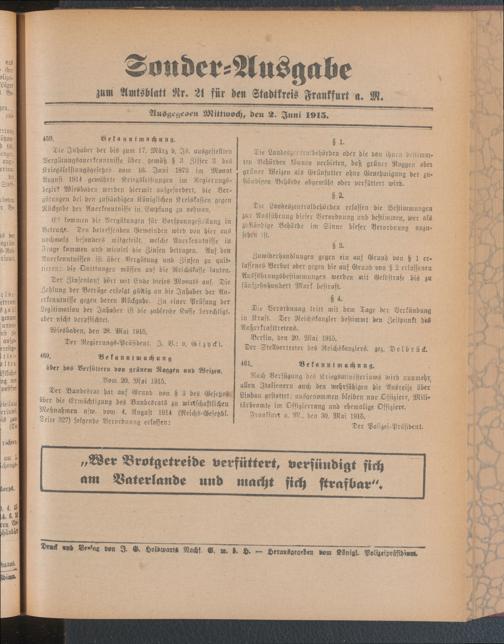 Sonder-Ausgabe
zum Amtsblatt Nr. 21 für den Stadtkreis Frankfurt a. M.
Ausgegeben Mittwoch, den 2. Juni 1915.
459. Bekanntmachung.
Die Inhaber der bis zum 17. März d. Js. ausgestellten
Vergütungsanerkenntnisse über gemäß § 3 Ziffer 2 des
Kriegsleistungsgesetzes vom 13. Juni 1873 im Monat
August 1914 gewährte Kriegsleistungen im Regierungs-
bezirk Wiesbaden werden hiermit aufgefordert, die Ver-
gütungen bei den zuständigen Königlichen Kreiskassen gegen
Rückgabe der Anerkenntnisse in Empfang zu nehmen.
Es kommen die Vergütungen für Vorspannleistung in
Betracht. Den betreffenden Gemeinden wird von hier aus
nochmals besonders mitgeteilt, welche Anerkenntnisse in
Frage kommen und wieviel die Zinsen betragen. Auf den
Anerkenntnissen ist über Vergütung und Zinsen zu quit-
tieren; die Quittungen müssen auf die Reichskasse lauten.
Der Zinsenlauf hört mit Ende dieses Monats auf. Die
Zahlung der Beträge erfolgt gültig an die Inhaber der An-
erkenntnisse gegen deren Rückgabe. Zu einer Prüfung der
Legitimation der Inhaber ist die zahlende Kasse berechtigt,
aber nicht verpflichtet.
Wiesbaden, den 28. Mai 1915.
Der Regierungs-Präsident. J. V.: v. Gizycki.
460. Bekanntmachung
über das Verfüttern von grünem Roggen und Weizen.
Vom 20. Mai 1915.
Der Bundesrat hat auf Grund von § 3 des Gesetzes
über die Ermächtigung des Bundesrats zu wirtschaftlichen
Maßnahmen usw. vom 4. August 1914 (Reichs-Gesetzbl.
Seite 327) folgende Verordnung erlassen:
§ 1.
Die Landeszentralbehörden oder die von ihnen bestimm-
ten Behörden können verbieten, daß grüner Roggen oder
grüner Weizen als Grünfutter ohne Genehmigung der zu-
ständigen Behörde abgemäht oder verfüttert wird.
§ 2.
Die Landeszentralbehörden erlassen die Bestimmungen
zur Ausführung dieser Verordnung und bestimmen, wer als
zuständige Behörde im Sinne dieser Verordnung anzu-
sehen ist.
§ 3.
Zuwiderhandlungen gegen ein auf Grund von § 1 er-
lassenes Verbot oder gegen die auf Grund von § 2 erlassenen
Ausführungsbestimmungen werden mit Geldstrafe bis zu
fünfzehnhundert Mark bestraft.
§ 4.
Die Verordnung tritt mit dem Tage der Verkündung
in Kraft. Der Reichskanzler bestimmt den Zeitpunkt des
Außerkrafttretens.
Berlin, den 20. Mai 1915.
Der Stellvertreter des Reichskanzlers. gez. Delbrück.
461. Bekanntmachung.
Nach Verfügung des Kriegsministeriums wird nunmehr
allen Italienern auch den wehrfähigen die Ausreise über
Lindau gestattet; ausgenommen bleiben nur Offiziere, Mili-
tärbeamte im Offizierrang und ehemalige Offiziere.
Frankfurt a. M., den 30. Mai 1915.
Der Polizei-Präsident.
„Wer Brotgetreide verfüttert, versündigt sich
am Vaterlande und macht sich strafbar“.
Druck und Verlag von J. G. Holzwarts Nachf. G. m. b. H. — Herausgegeben vom Königl. Polizeipräsidium.